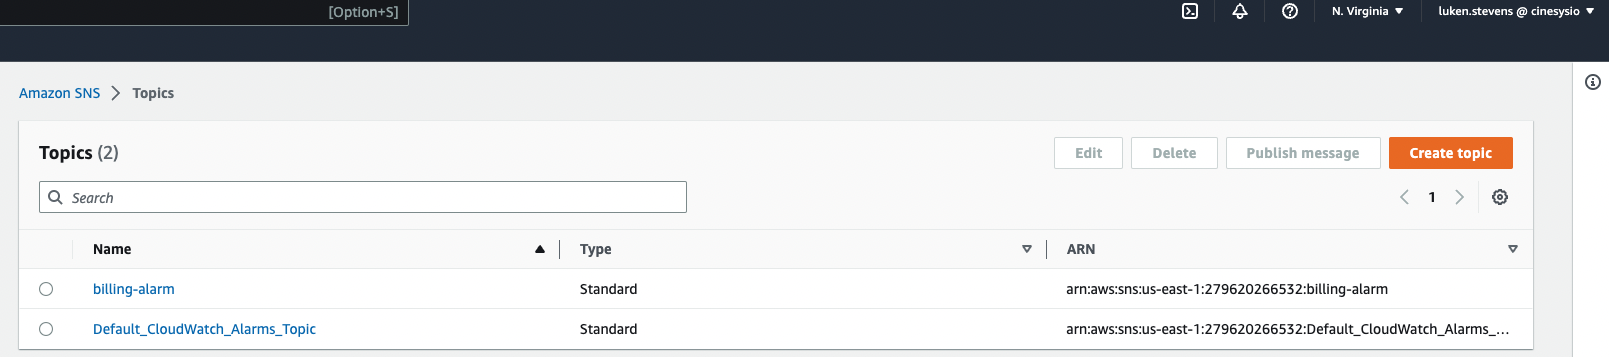 [Option+S]
N. Virginia
luken.stevens @ cinesysio
Amazon SNS
Topics
Topics (2)
Edit
Delete
Publish message
Create topic
Search
1
Name
Type
ARN
billing-alarm
Standard
arn:aws:sns:us-east-1:279620266532:billing-alarm
Default_CloudWatch_Alarms_Topic
Standard
arn:aws:sns:us-east-1:279620266532:Default_CloudWatch_Alarms_...